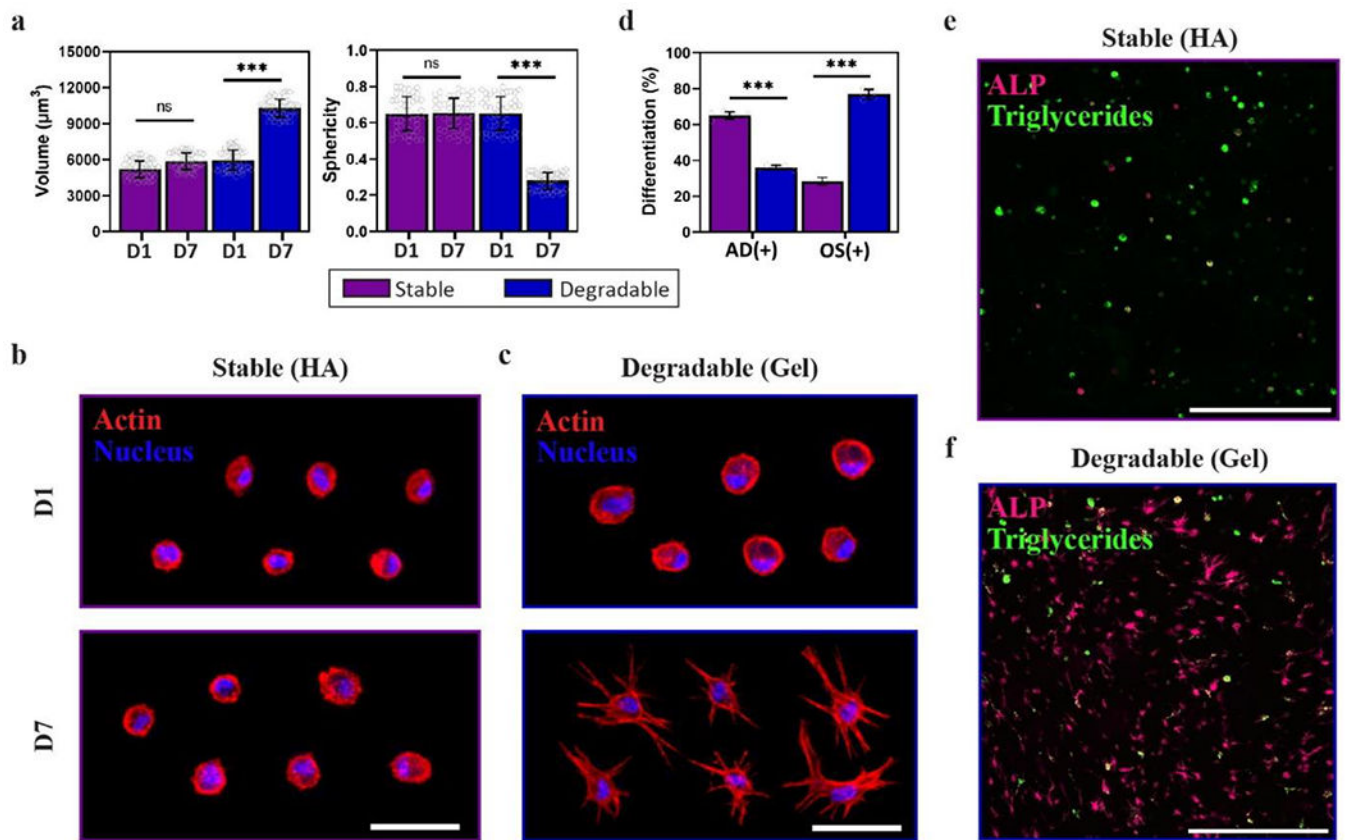 a
Volume (µm³)
15000
12000
9000
6000
3000
0
ns
***
D1
D7
D1
D7
Sphericity
1.0
0.8
0.6
0.4
0.2
0.0
ns
***
D1
D7
D1
D7
Stable
Degradable
d
Differentiation (%)
100
80
60
40
20
0
***
***
AD(+)
OS(+)
e
Stable (HA)
ALP
Triglycerides
b
Stable (HA)
Actin
Nucleus
D1
D7
c
Degradable (Gel)
Actin
Nucleus
f
Degradable (Gel)
ALP
Triglycerides